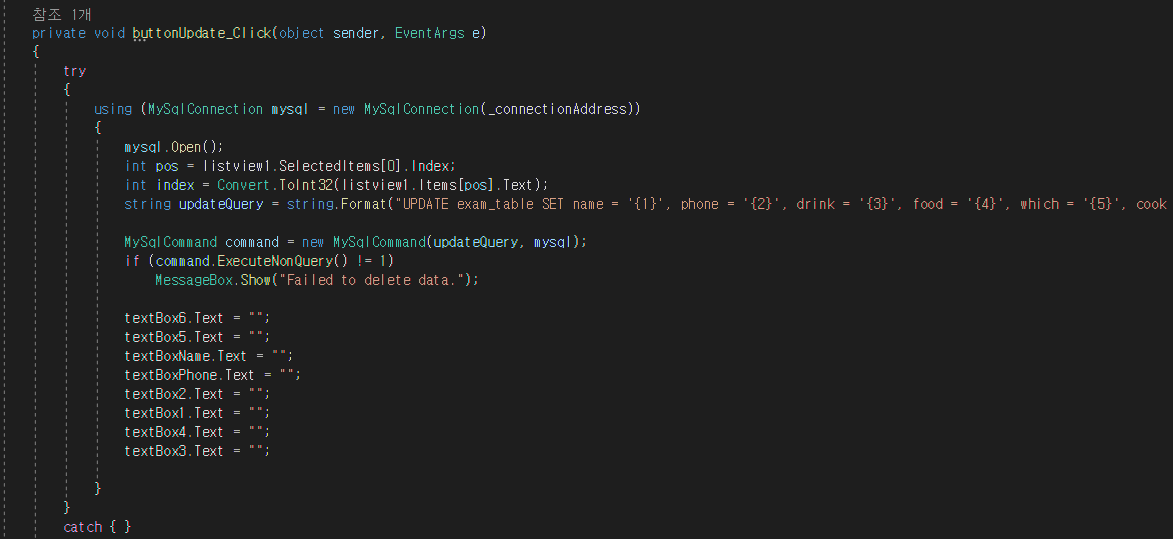 참조 1개
private void buttonUpdate_Click(object sender, EventArgs e)
{
try
{
using (MySqlConnection mysql = new MySqlConnection(_connectionAddress))
{
mysql.Open();
int pos = listview1.SelectedItems[0].Index;
int index = Convert.ToInt32(listview1.Items[pos].Text);
string updateQuery = string.Format("UPDATE exam_table SET name = '{1}', phone = '{2}', drink = '{3}', food = '{4}', which = '{5}', cook
MySqlCommand command = new MySqlCommand(updateQuery, mysql);
if (command.ExecuteNonQuery() != 1)
MessageBox.Show("Failed to delete data.");
textBox6.Text = "";
textBox5.Text = "";
textBoxName.Text = "";
textBoxPhone.Text = "";
textBox2.Text = "";
textBox1.Text = "";
textBox4.Text = "";
textBox3.Text = "";
}
}
catch { }